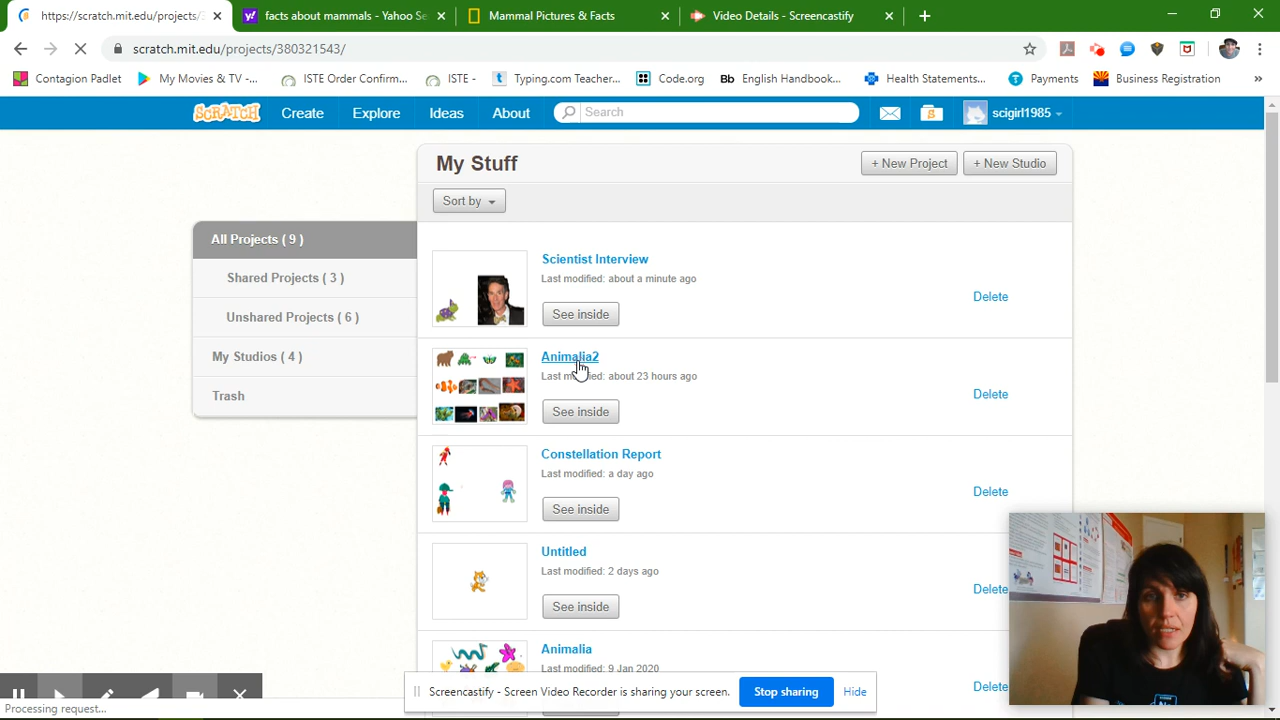 https://scratch.mit.edu/projects/3 × facts about mammals - Yahoo Se × Mammal Pictures & Facts × Video Details - Screencastify × +
scratch.mit.edu/projects/380321543/
Contagion Padlet My Movies & TV -... ISTE Order Confirm... ISTE - Typing.com Teacher... Code.org Bb English Handbook... Health Statements... Payments Business Registration »
SCRATCH Create Explore Ideas About Search scigirl1985
My Stuff + New Project + New Studio
Sort by
All Projects ( 9 )
Shared Projects ( 3 )
Unshared Projects ( 6 )
My Studios ( 4 )
Trash
Scientist Interview
Last modified: about a minute ago
See inside
Delete
Animalia2
Last modified: about 23 hours ago
See inside
Delete
Constellation Report
Last modified: a day ago
See inside
Delete
Untitled
Last modified: 2 days ago
See inside
Delete
Animalia
Last modified: 9 Jan 2020
Delete
Screencastify - Screen Video Recorder is sharing your screen. Stop sharing Hide
Processing request...